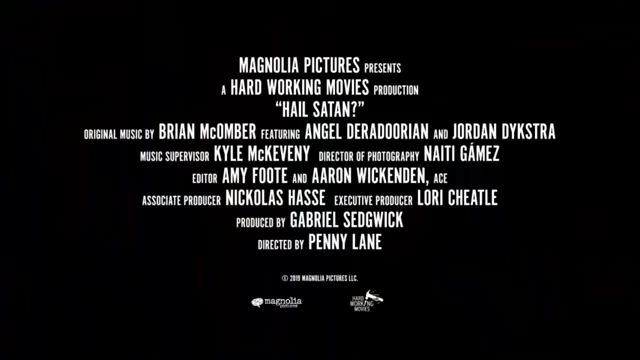 MAGNOLIA PICTURES PRESENTS
A HARD WORKING MOVIES PRODUCTION
“HAIL SATAN?”
ORIGINAL MUSIC BY BRIAN McOMBER FEATURING ANGEL DERADOORIAN AND JORDAN DYKSTRA
MUSIC SUPERVISOR KYLE McKEVENY DIRECTOR OF PHOTOGRAPHY NAITI GÁMEZ
EDITOR AMY FOOTE AND AARON WICKENDEN, ACE
ASSOCIATE PRODUCER NICKOLAS HASSE EXECUTIVE PRODUCER LORI CHEATLE
PRODUCED BY GABRIEL SEDGWICK
DIRECTED BY PENNY LANE
© 2019 MAGNOLIA PICTURES LLC.
magnolia
pictures
HARD
WORKING
MOVIES